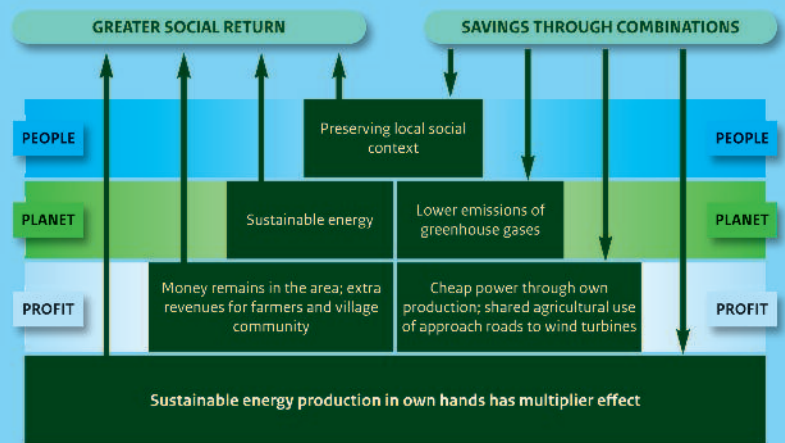 GREATER SOCIAL RETURN
SAVINGS THROUGH COMBINATIONS
PEOPLE
Preserving local social
context
PEOPLE
PLANET
Sustainable energy
Lower emissions of
greenhouse gases
PLANET
PROFIT
Money remains in the area; extra
revenues for farmers and village
community
Cheap power through own
production; shared agricultural use
of approach roads to wind turbines
PROFIT
Sustainable energy production in own hands has multiplier effect